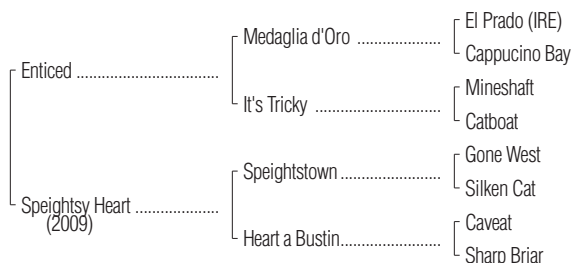 El Prado (IRE)
Medaglia d'Oro ....................
Cappucino Bay
Enticed ..................................
Mineshaft
It's Tricky ..............................
Catboat
Gone West
Speightstown ........................
Silken Cat
Speightsy Heart ....................
(2009)
Caveat
Heart a Bustin........................
Sharp Briar